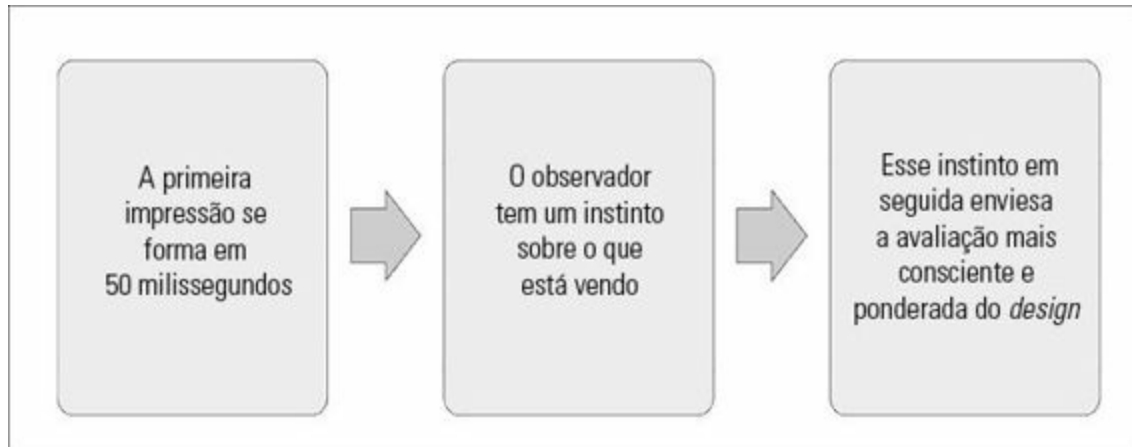 A primeira
impressão se
forma em
50 milissegundos
O observador
tem um instinto
sobre o que
está vendo
Esse instinto em
seguida enviesa
a avaliação mais
consciente e
ponderada do design